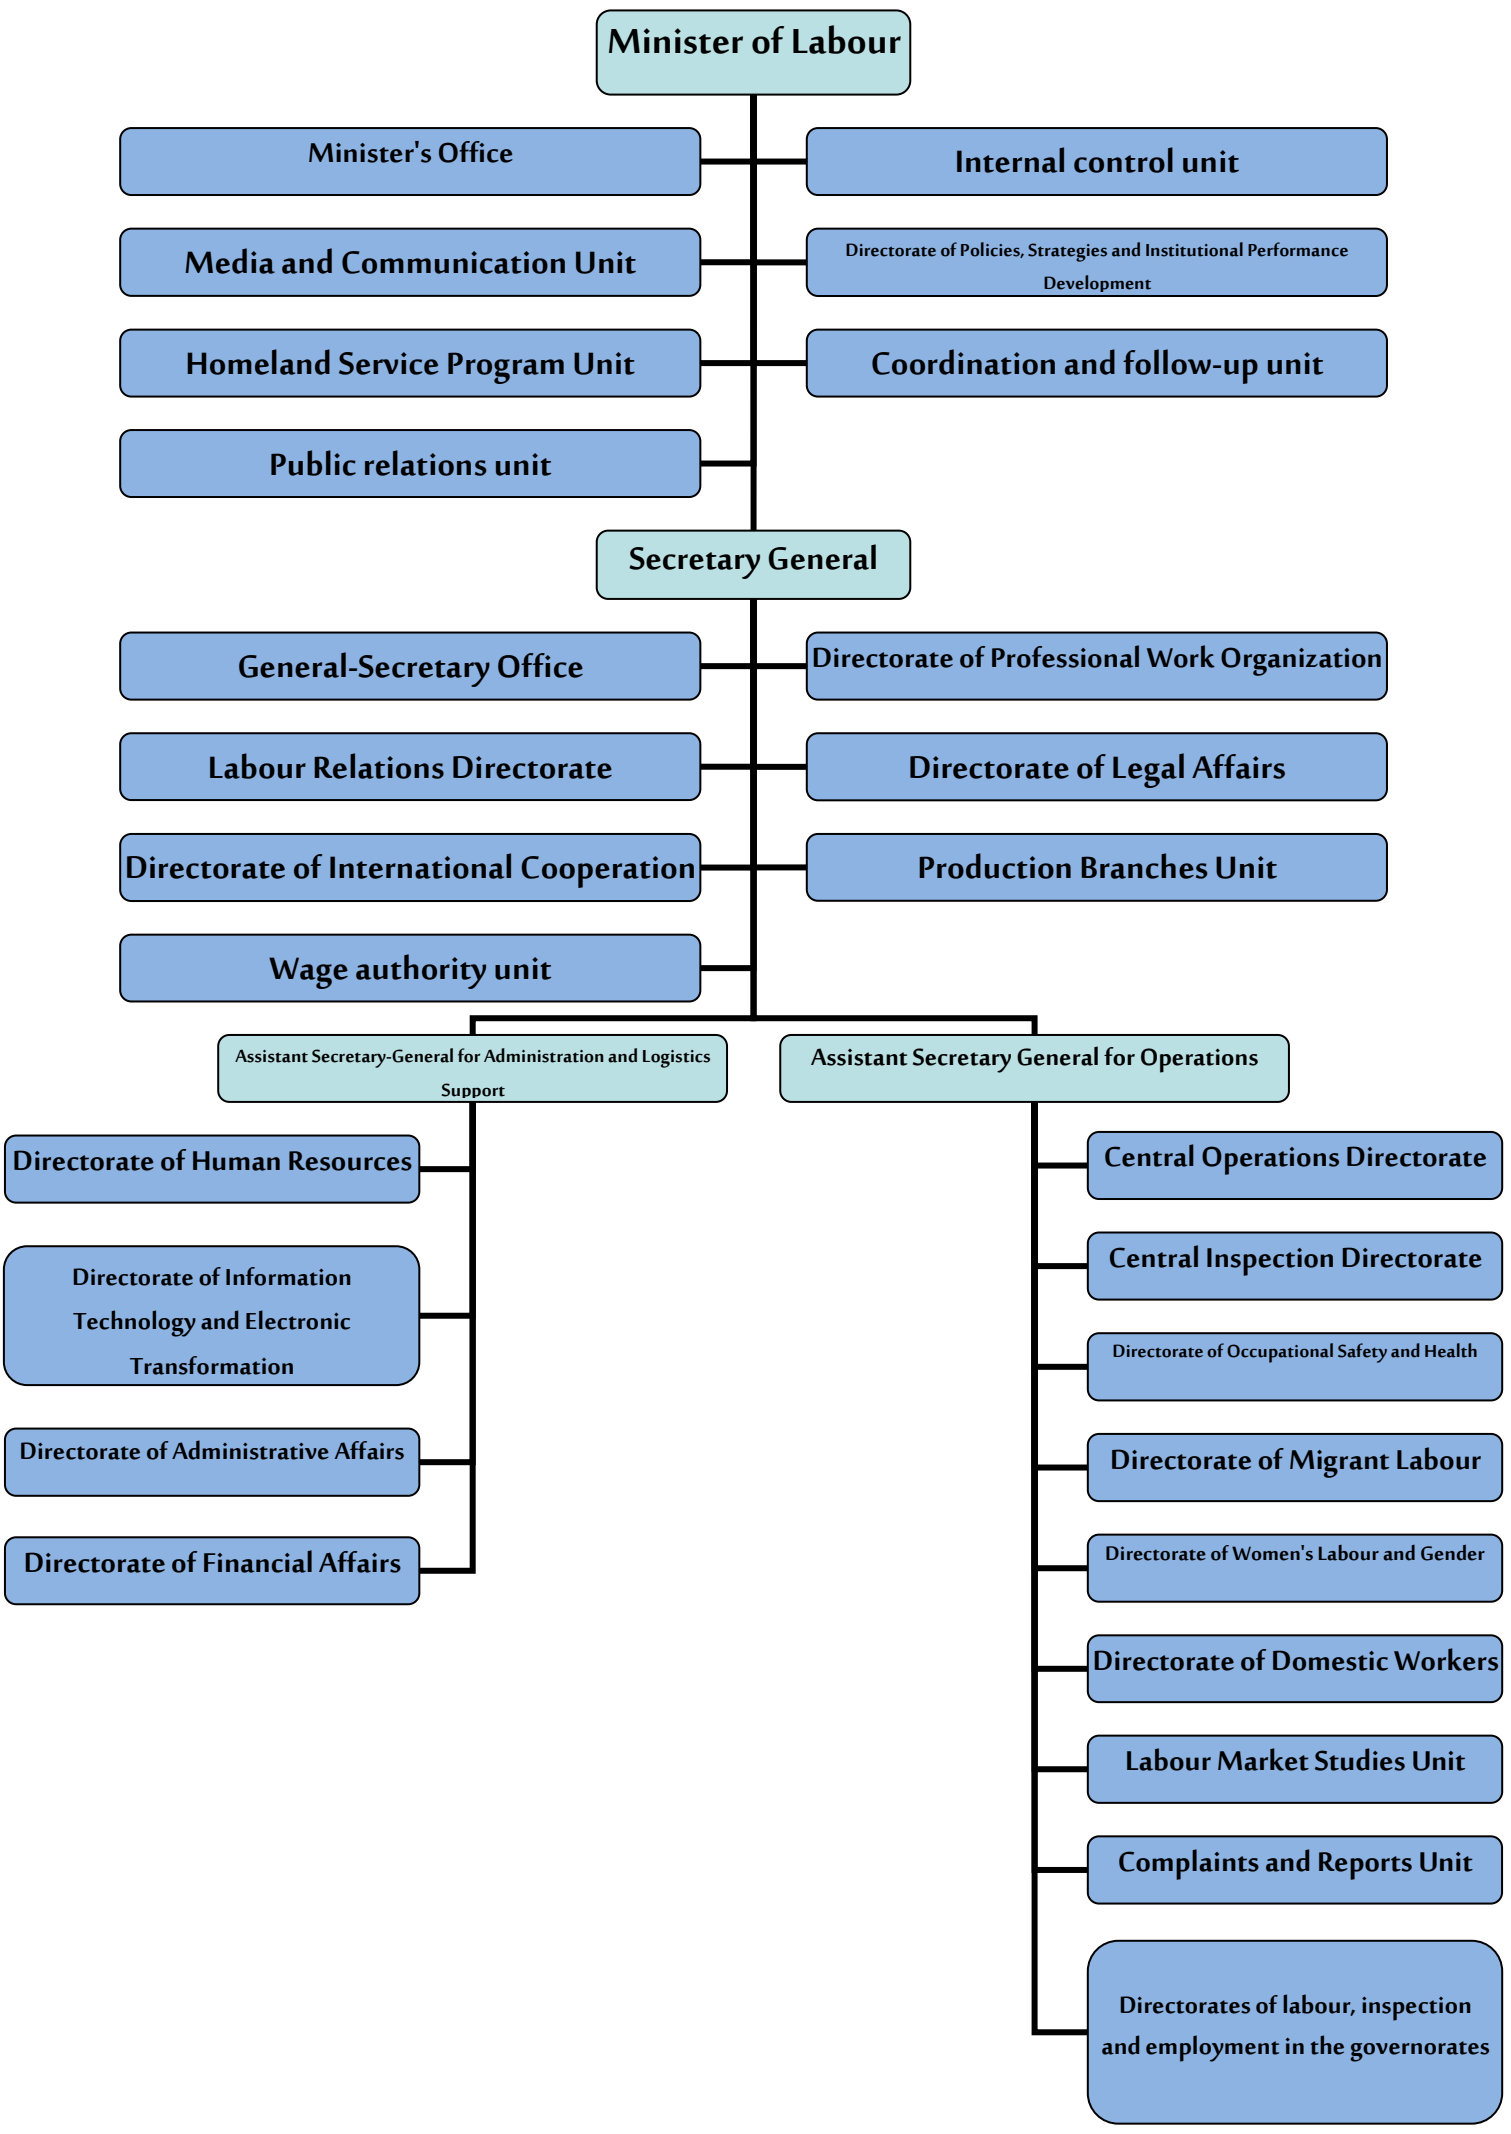 Minister of Labour
Minister's Office
Internal control unit
Media and Communication Unit
Directorate of Policies, Strategies and Institutional Performance
Development
Homeland Service Program Unit
Coordination and follow-up unit
Public relations unit
Secretary General
General-Secretary Office
Directorate of Professional Work Organization
Labour Relations Directorate
Directorate of Legal Affairs
Directorate of International Cooperation
Production Branches Unit
Wage authority unit
Assistant Secretary-General for Administration and Logistics
Support
Assistant Secretary General for Operations
Directorate of Human Resources
Directorate of Information
Technology and Electronic
Transformation
Directorate of Administrative Affairs
Directorate of Financial Affairs
Central Operations Directorate
Central Inspection Directorate
Directorate of Occupational Safety and Health
Directorate of Migrant Labour
Directorate of Women's Labour and Gender
Directorate of Domestic Workers
Labour Market Studies Unit
Complaints and Reports Unit
Directorates of labour, inspection
and employment in the governorates